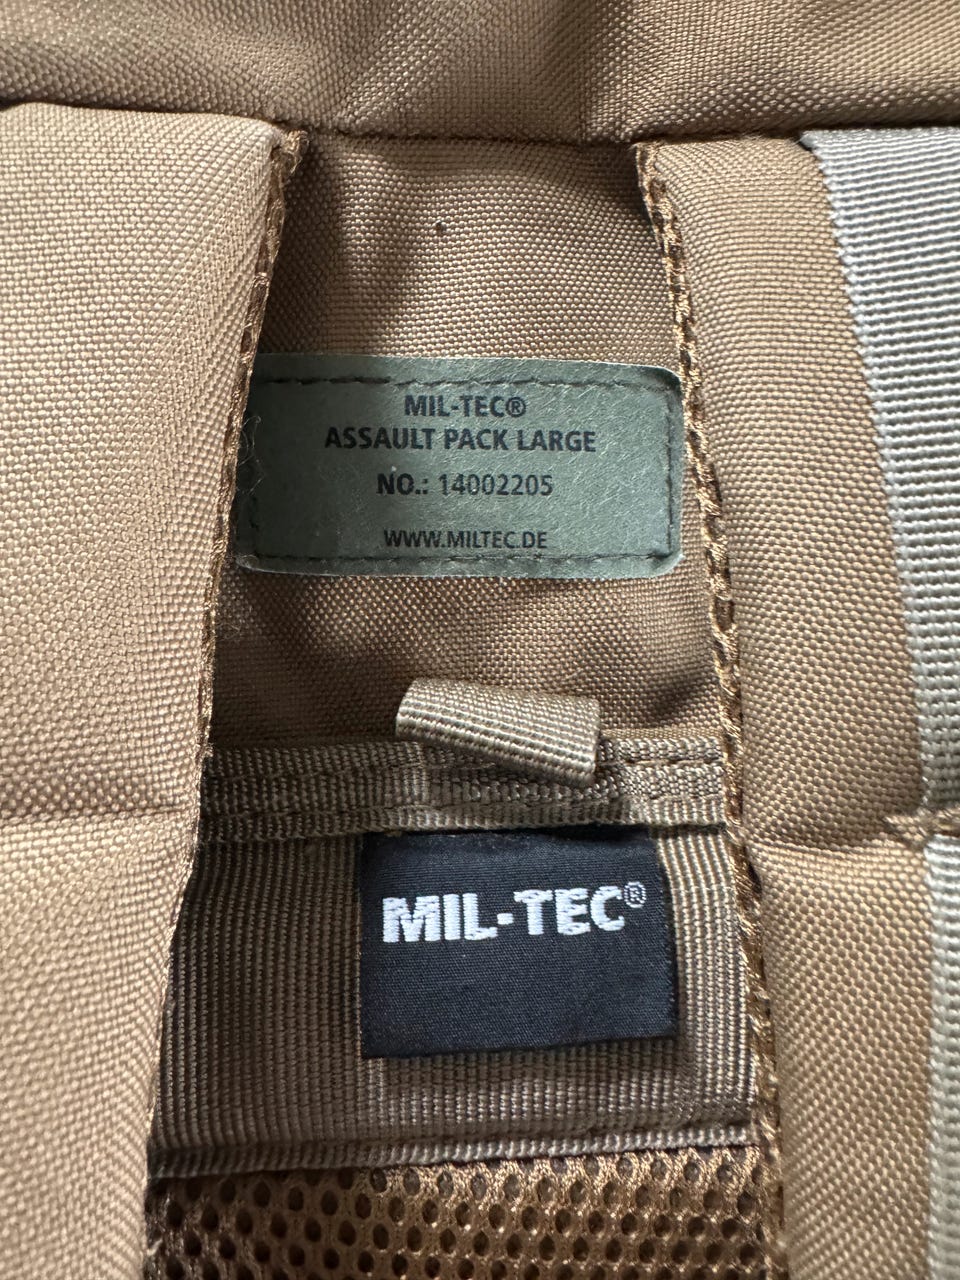 MIL-TEC®
ASSAULT PACK LARGE
NO.: 14002205
WWW.MILTEC.DE
MIL-TEC®